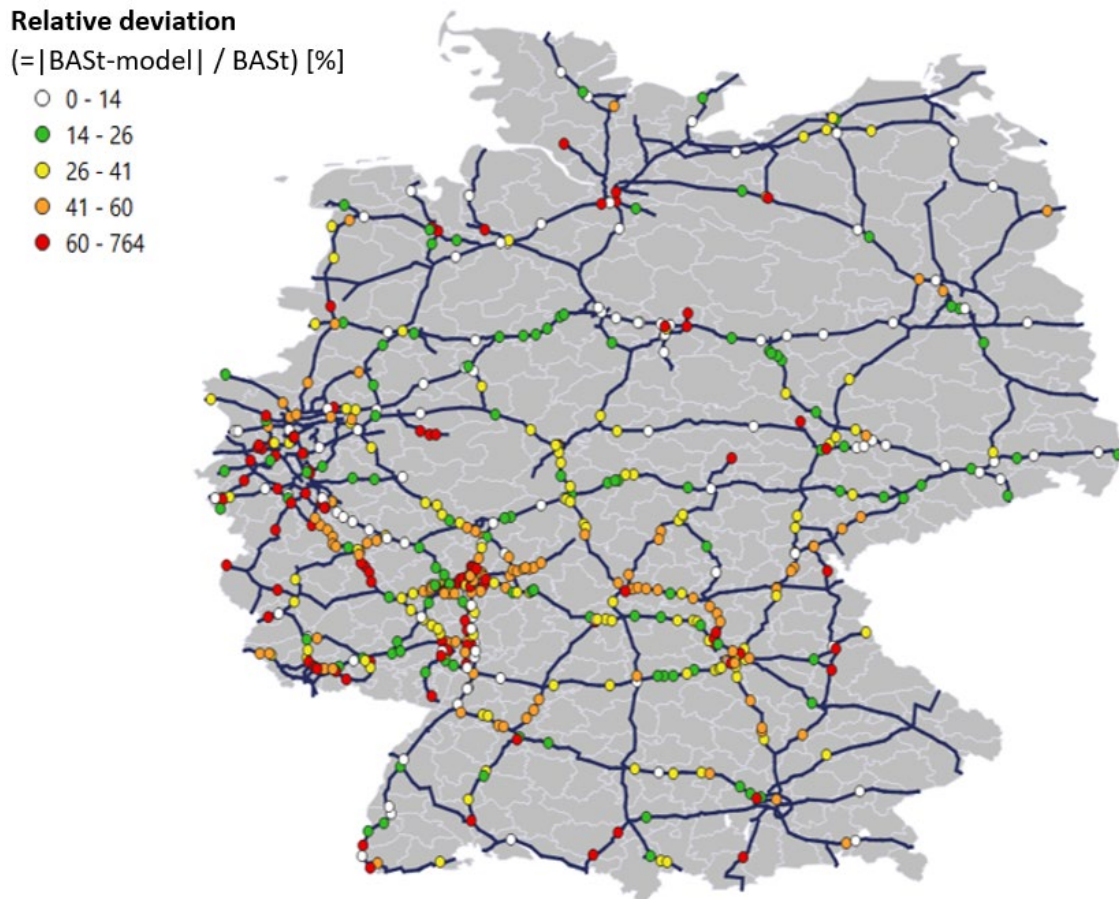 Relative deviation
(=|BASt-model| / BASt) [%]
0 - 14
14 - 26
26 - 41
41 - 60
60 - 764